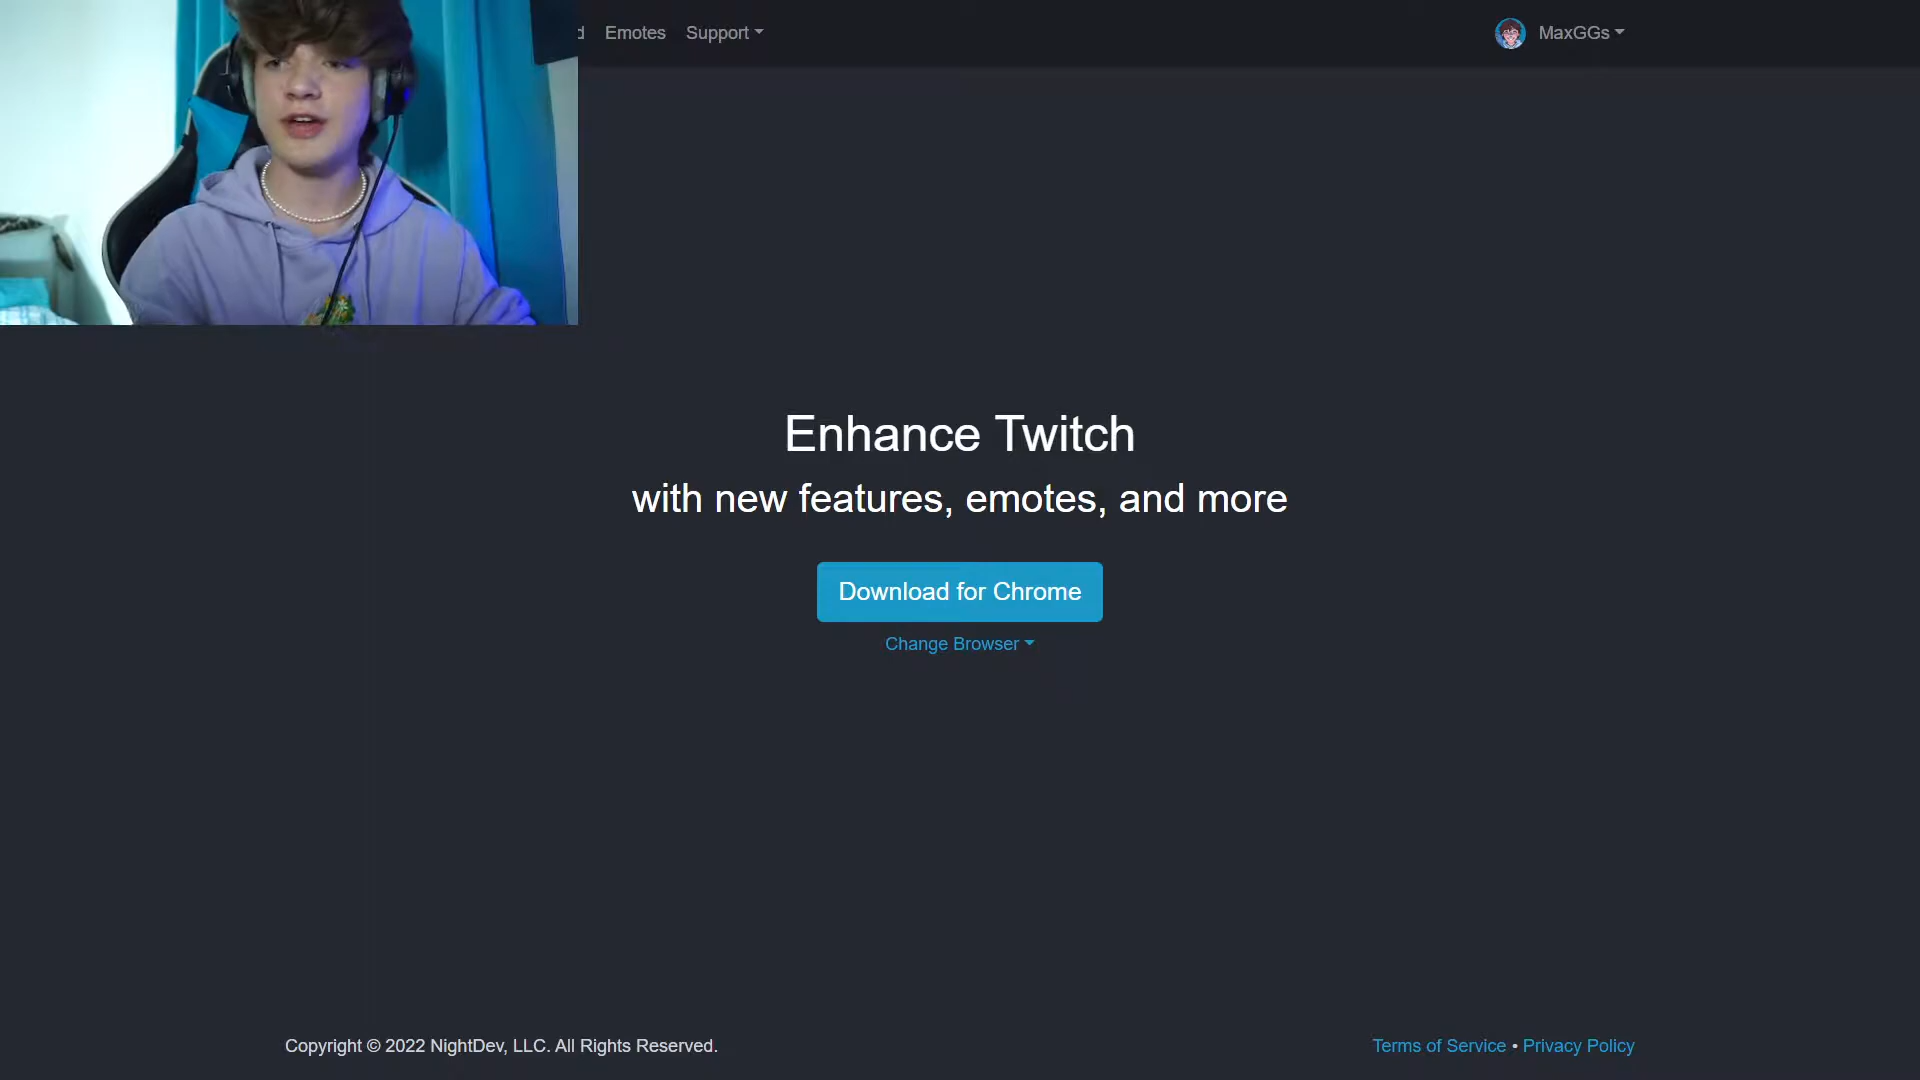 Emotes Support
MaxGGs
Enhance Twitch
with new features, emotes, and more
Download for Chrome
Change Browser
Copyright © 2022 NightDev, LLC. All Rights Reserved.
Terms of Service • Privacy Policy